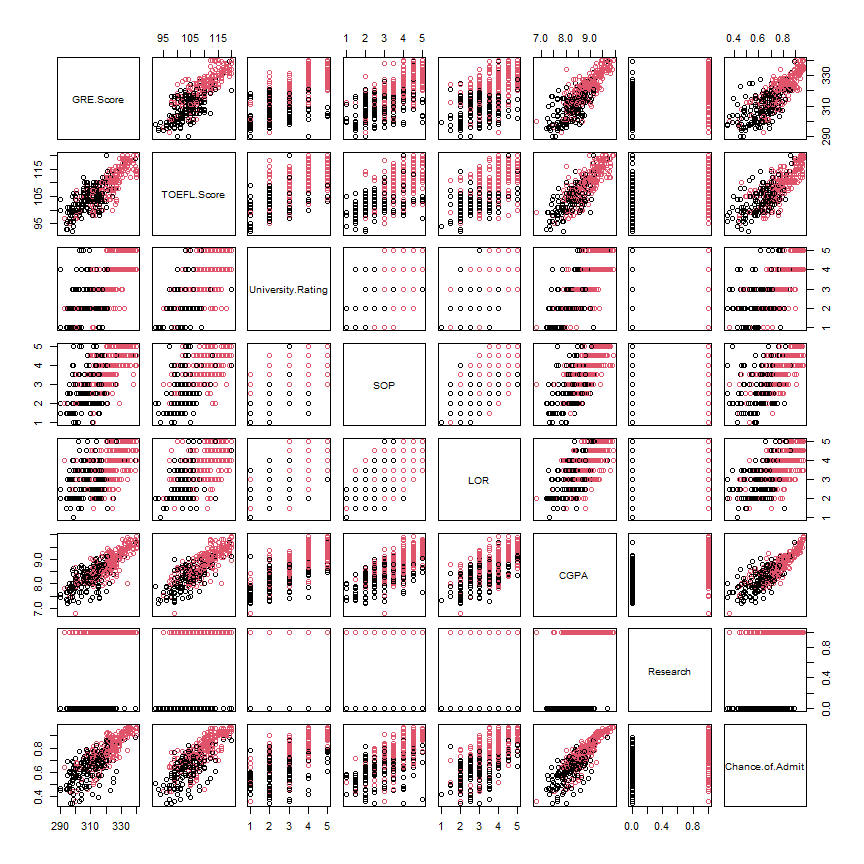 95 105 115 1 2 3 4 5 7.0 8.0 9.0 0.4 0.6 0.8
GRE.Score 290 310 330
95 105 115 TOEFL.Score
University.Rating 1 2 3 4 5
1 2 3 4 5 SOP
LOR 1 2 3 4 5
7.0 8.0 9.0 CGPA
Research 0.0 0.4 0.8
0.4 0.6 0.8 Chance.of.Admit
290 310 330 1 2 3 4 5 1 2 3 4 5 0.0 0.4 0.8